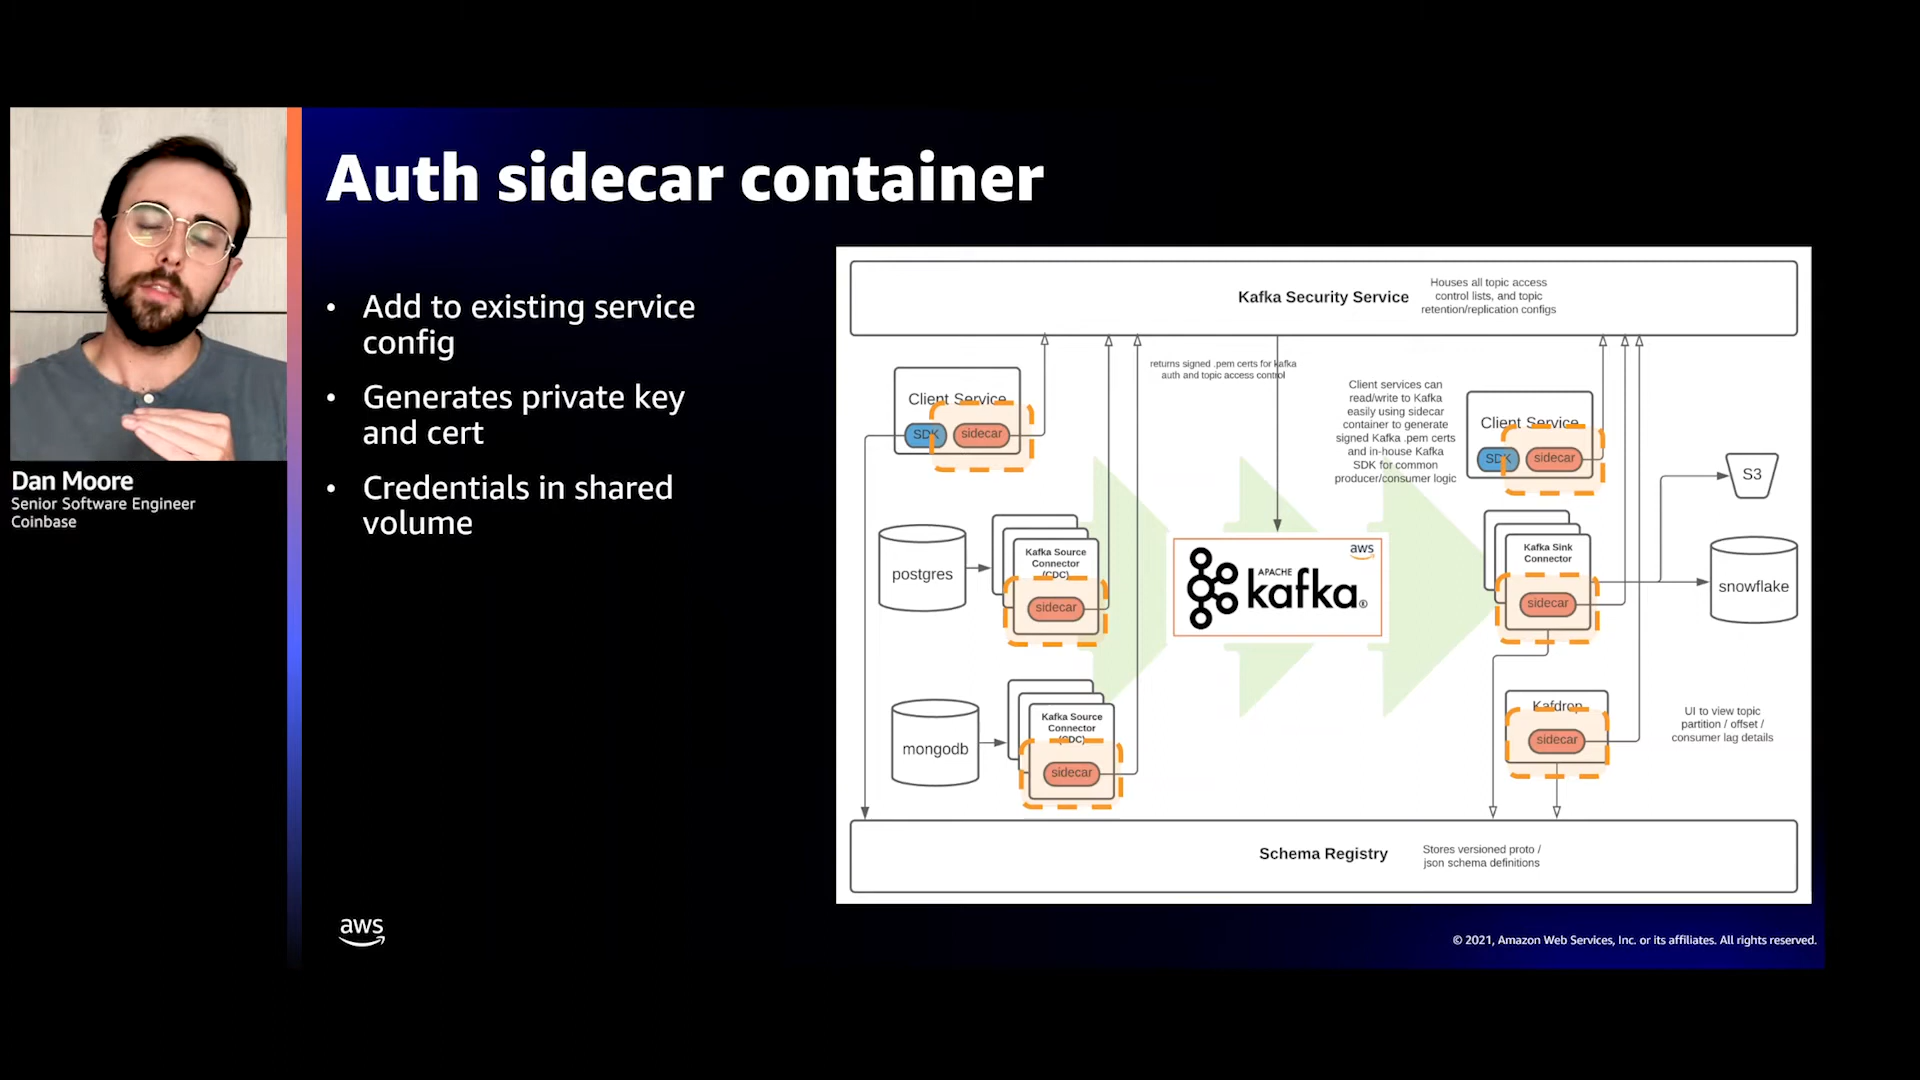 Auth sidecar container
• Add to existing service
config
• Generates private key
and cert
• Credentials in shared
volume
Dan Moore
Senior Software Engineer
Coinbase
Kafka Security Service
Houses all topic access
control lists, and topic
retention/replication configs
returns signed .pem certs for kafka
auth and topic access control
Client Service
SDK
sidecar
Client services can
read/write to Kafka
easily using sidecar
container to generate
signed Kafka .pem certs
and in-house Kafka
SDK for common
producer/consumer logic
Client Service
SDK
sidecar
S3
postgres
Kafka Source
Connector
(CDC)
sidecar
aws
APACHE
kafka®
Kafka Sink
Connector
sidecar
snowflake
mongodb
Kafka Source
Connector
(CDC)
sidecar
Kafdrop
sidecar
UI to view topic
partition / offset /
consumer lag details
Schema Registry
Stores versioned proto /
json schema definitions
aws
© 2021, Amazon Web Services, Inc. or its affiliates. All rights reserved.